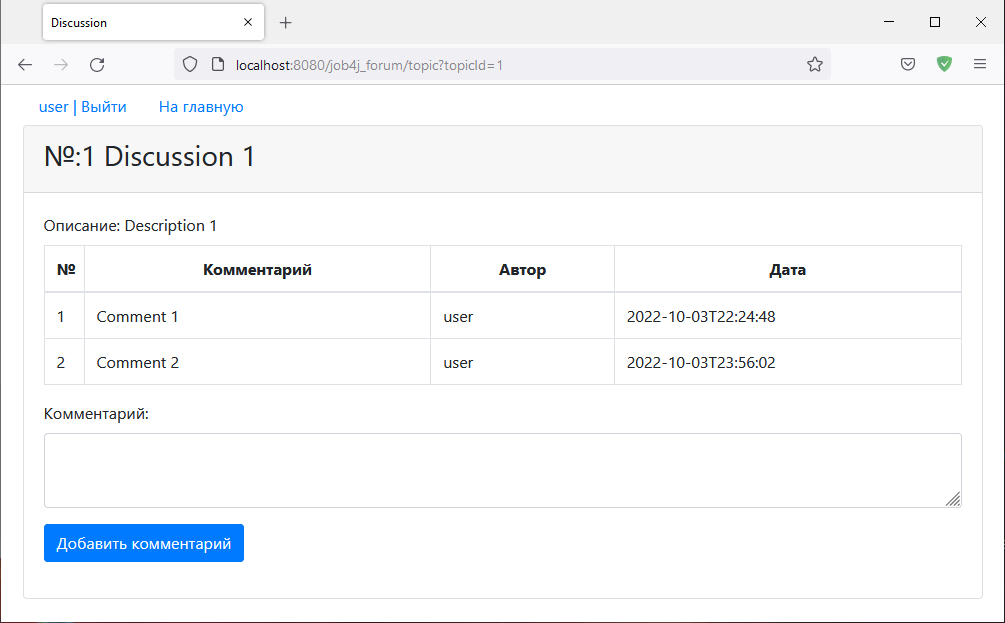 Discussion
localhost:8080/job4j_forum/topic?topicId=1
user | Выйти На главную
№:1 Discussion 1
Описание: Description 1
№ Комментарий Автор Дата
1 Comment 1 user 2022-10-03T22:24:48
2 Comment 2 user 2022-10-03T23:56:02
Комментарий:
Добавить комментарий